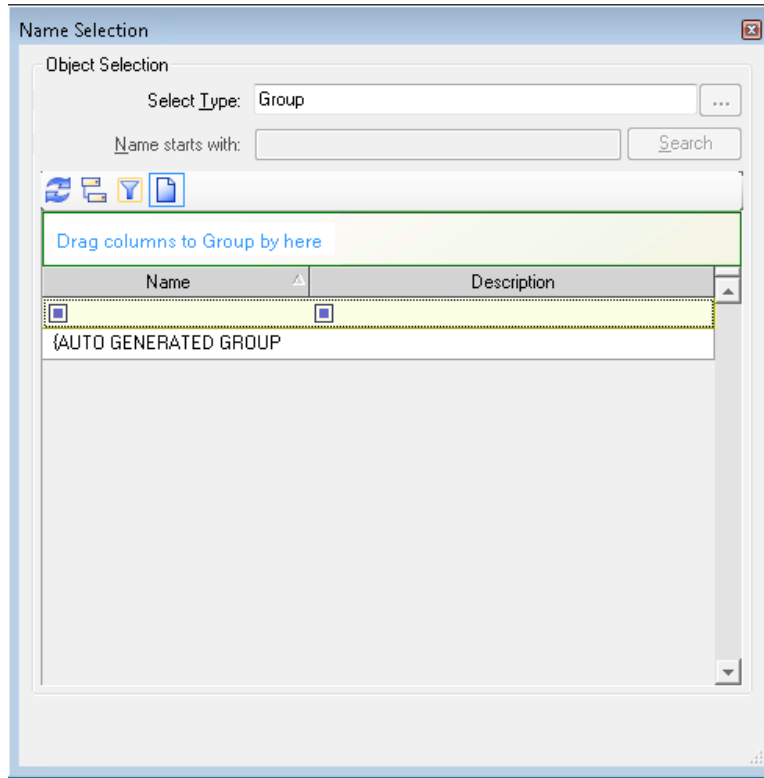 Name Selection
Object Selection
Select Type: Group ...
Name starts with: Search
Drag columns to Group by here
Name Description
{AUTO GENERATED GROUP